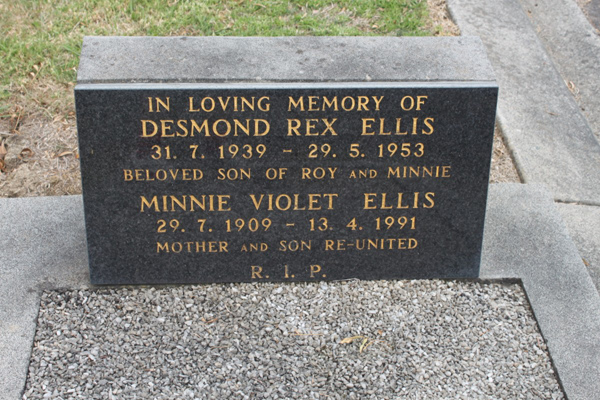 IN LOVING MEMORY OF
DESMOND REX ELLIS
31. 7. 1939 - 29. 5. 1953
BELOVED SON OF ROY AND MINNIE
MINNIE VIOLET ELLIS
29. 7. 1909 - 13. 4. 1991
MOTHER AND SON RE-UNITED
R. I. P.